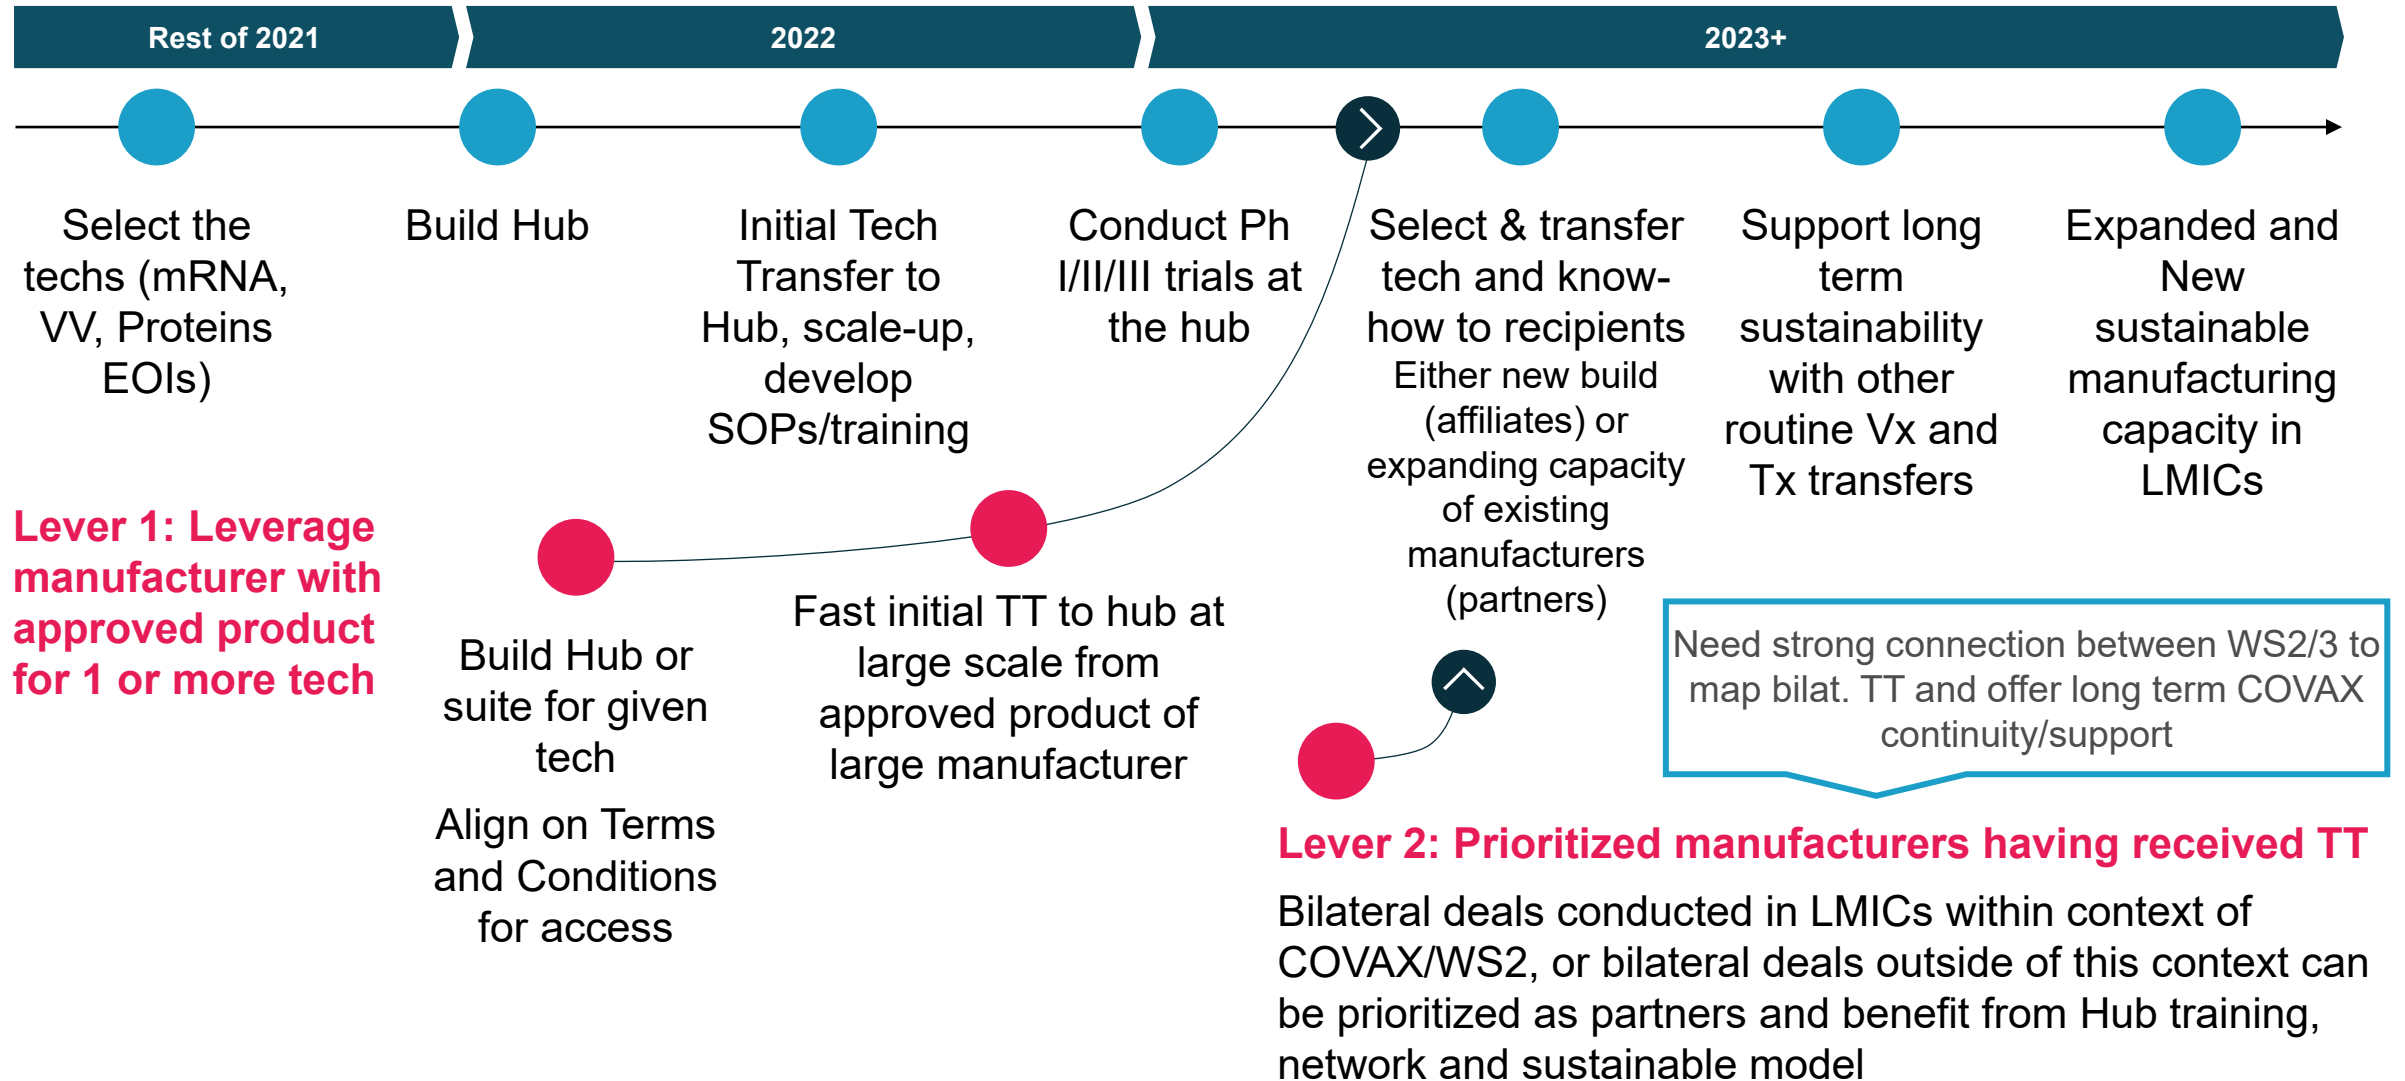 Rest of 2021
2022
2023+
Select the
techs (mRNA,
VV, Proteins
EOIs)
Build Hub
Initial Tech
Transfer to
Hub, scale-up,
develop
SOPs/training
Conduct Ph
I/II/III trials at
the hub
Select & transfer
tech and know-
how to recipients
Either new build
(affiliates) or
expanding capacity
of existing
manufacturers
(partners)
Support long
term
sustainability
with other
routine Vx and
Tx transfers
Expanded and
New
sustainable
manufacturing
capacity in
LMICs
Lever 1: Leverage
manufacturer with
approved product
for 1 or more tech
Build Hub or
suite for given
tech
Align on Terms
and Conditions
for access
Fast initial TT to hub at
large scale from
approved product of
large manufacturer
Need strong connection between WS2/3 to
map bilat. TT and offer long term COVAX
continuity/support
Lever 2: Prioritized manufacturers having received TT
Bilateral deals conducted in LMICs within context of
COVAX/WS2, or bilateral deals outside of this context can
be prioritized as partners and benefit from Hub training,
network and sustainable model